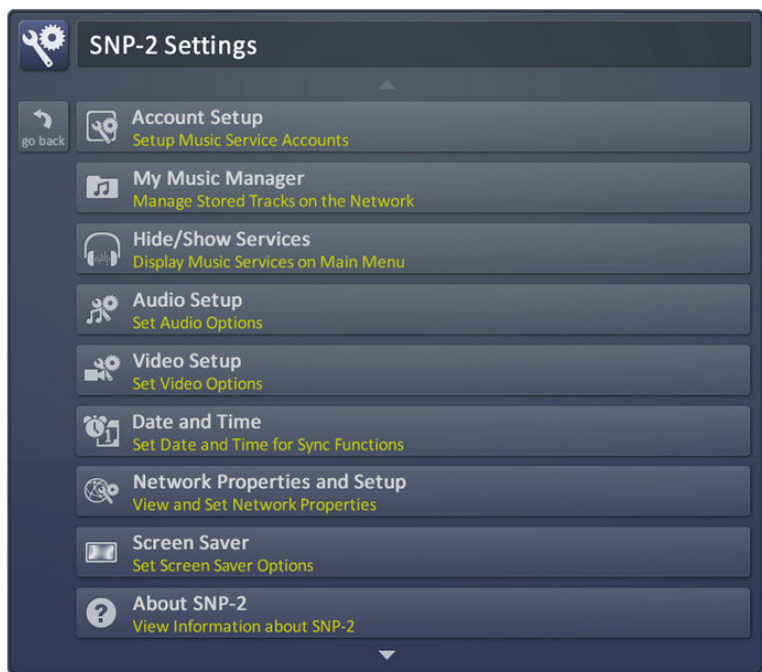 SNP-2 Settings
go back
Account Setup
Setup Music Service Accounts
My Music Manager
Manage Stored Tracks on the Network
Hide/Show Services
Display Music Services on Main Menu
Audio Setup
Set Audio Options
Video Setup
Set Video Options
1
Date and Time
Set Date and Time for Sync Functions
Network Properties and Setup
View and Set Network Properties
Screen Saver
Set Screen Saver Options
?
About SNP-2
View Information about SNP-2